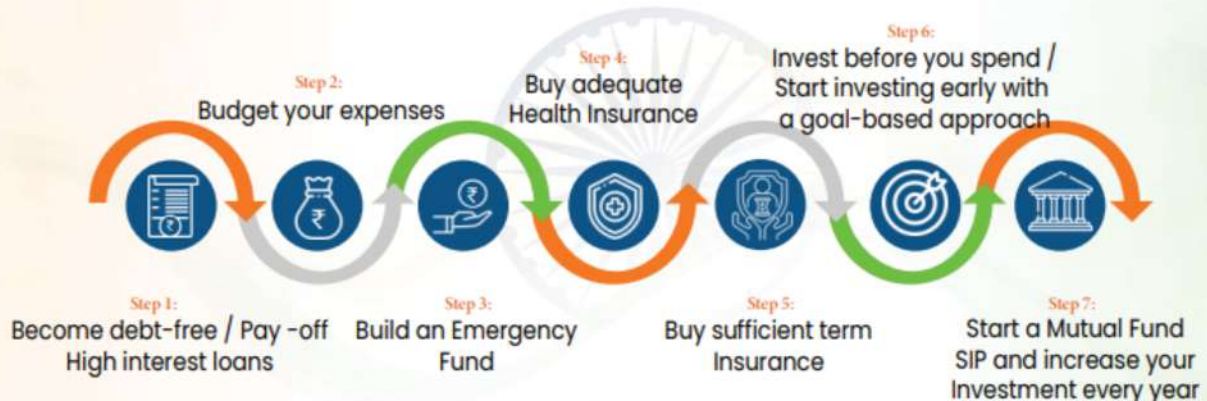 Step 1:
Become debt-free / Pay -off
High interest loans
Step 2:
Budget your expenses
Step 3:
Build an Emergency
Fund
Step 4:
Buy adequate
Health Insurance
Step 5:
Buy sufficient term
Insurance
Step 6:
Invest before you spend /
Start investing early with
a goal-based approach
Step 7:
Start a Mutual Fund
SIP and increase your
Investment every year
₹
₹
₹